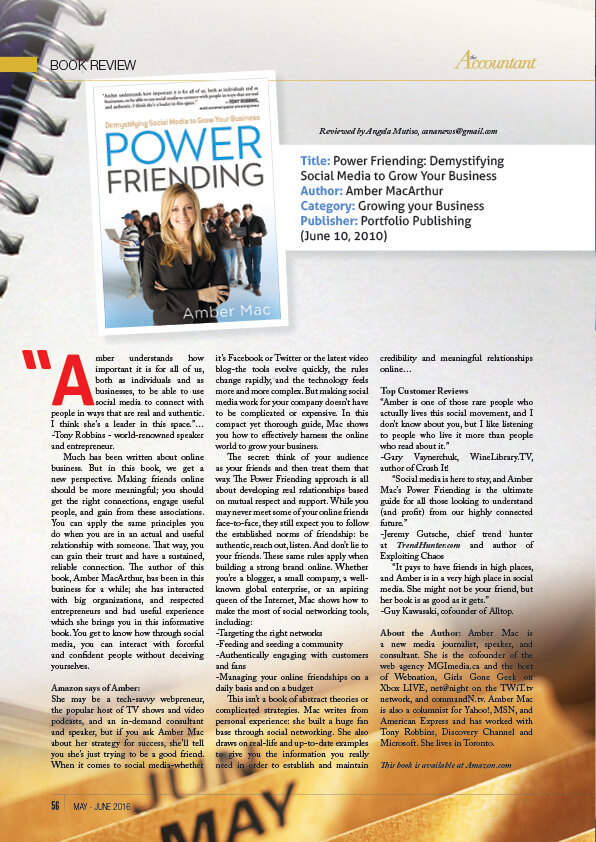 BOOK REVIEW
the
Accountant
"Amber understands how important it is for all of us, both as individuals and as
businesses, to be able to use social media to connect with people in ways that are real
and authentic. I think she's a leader in this space."
—TONY ROBBINS,
Demystifying Social Media to Grow Your Business
POWER
FRIENDING
Amber Mac
Reviewed by Angela Mutiso, cananews@gmail.com
Title: Power Friending: Demystifying
Social Media to Grow Your Business
Author: Amber MacArthur
Category: Growing your Business
Publisher: Portfolio Publishing
(June 10, 2010)
"Amber understands how
important it is for all of us,
both as individuals and as
businesses, to be able to use
social media to connect with
people in ways that are real and authentic.
I think she's a leader in this space."…
-Tony Robbins - world-renowned speaker
and entrepreneur.
Much has been written about online
business. But in this book, we get a
new perspective. Making friends online
should be more meaningful; you should
get the right connections, engage useful
people, and gain from these associations.
You can apply the same principles you
do when you are in an actual and useful
relationship with someone. That way, you
can gain their trust and have a sustained,
reliable connection. The author of this
book, Amber MacArthur, has been in this
business for a while; she has interacted
with big organizations, and respected
entrepreneurs and had useful experience
which she brings you in this informative
book. You get to know how through social
media, you can interact with forceful
and confident people without deceiving
yourselves.
Amazon says of Amber:
She may be a tech-savvy webpreneur,
the popular host of TV shows and video
podcasts, and an in-demand consultant
and speaker, but if you ask Amber Mac
about her strategy for success, she'll tell
you she's just trying to be a good friend.
When it comes to social media-whether
it's Facebook or Twitter or the latest video
blog-the tools evolve quickly, the rules
change rapidly, and the technology feels
more and more complex. But making social
media work for your company doesn't have
to be complicated or expensive. In this
compact yet thorough guide, Mac shows
you how to effectively harness the online
world to grow your business.
The secret: think of your audience
as your friends and then treat them that
way. The Power Friending approach is all
about developing real relationships based
on mutual respect and support. While you
may never meet some of your online friends
face-to-face, they still expect you to follow
the established norms of friendship: be
authentic, reach out, listen. And don't lie to
your friends. These same rules apply when
building a strong brand online. Whether
you're a blogger, a small company, a well-
known global enterprise, or an aspiring
queen of the Internet, Mac shows how to
make the most of social networking tools,
including:
-Targeting the right networks
-Feeding and seeding a community
-Authentically engaging with customers
and fans
-Managing your online friendships on a
daily basis and on a budget
This isn't a book of abstract theories or
complicated strategies. Mac writes from
personal experience: she built a huge fan
base through social networking. She also
draws on real-life and up-to-date examples
to give you the information you really
need in order to establish and maintain
credibility and meaningful relationships
online…
Top Customer Reviews
"Amber is one of those rare people who
actually lives this social movement, and I
don't know about you, but I like listening
to people who live it more than people
who read about it."
-Gary Vaynerchuk, WineLibrary.TV,
author of Crush It!
"Social media is here to stay, and Amber
Mac's Power Friending is the ultimate
guide for all those looking to understand
(and profit) from our highly connected
future."
-Jeremy Gutsche, chief trend hunter
at TrendHunter.com and author of
Exploiting Chaos
"It pays to have friends in high places,
and Amber is in a very high place in social
media. She might not be your friend, but
her book is as good as it gets."
-Guy Kawasaki, cofounder of Alltop.
About the Author: Amber Mac is
a new media journalist, speaker, and
consultant. She is the cofounder of the
web agency MGImedia.ca and the host
of Webnation, Girls Gone Geek on
Xbox LIVE, net@night on the TWiT.tv
network, and commandN.tv. Amber Mac
is also a columnist for Yahoo!, MSN, and
American Express and has worked with
Tony Robbins, Discovery Channel and
Microsoft. She lives in Toronto.
This book is available at Amazon.com
MAY
56 MAY - JUNE 2016